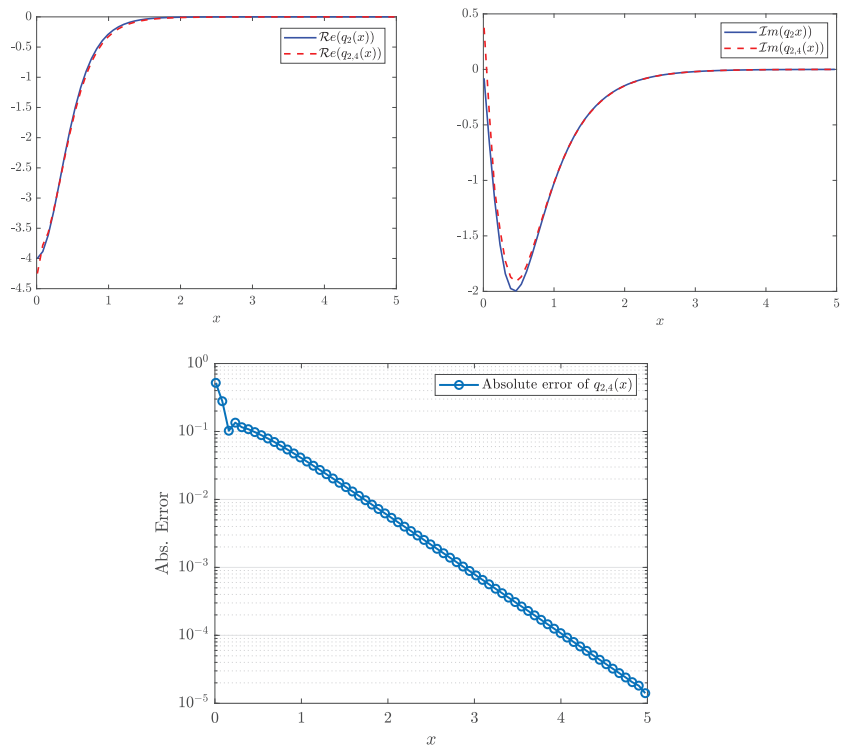 0
-0.5
-1
-1.5
-2
-2.5
-3
-3.5
-4
-4.5
0 1 2 3 4 5
x
Re(q2(x))
Re(q2,4(x))
0.5
0
-0.5
-1
-1.5
-2
0 1 2 3 4 5
x
Im(q2x))
Im(q2,4(x))
10^0
10^-1
10^-2
10^-3
10^-4
10^-5
Abs. Error
0 1 2 3 4 5
x
Absolute error of q2,4(x)